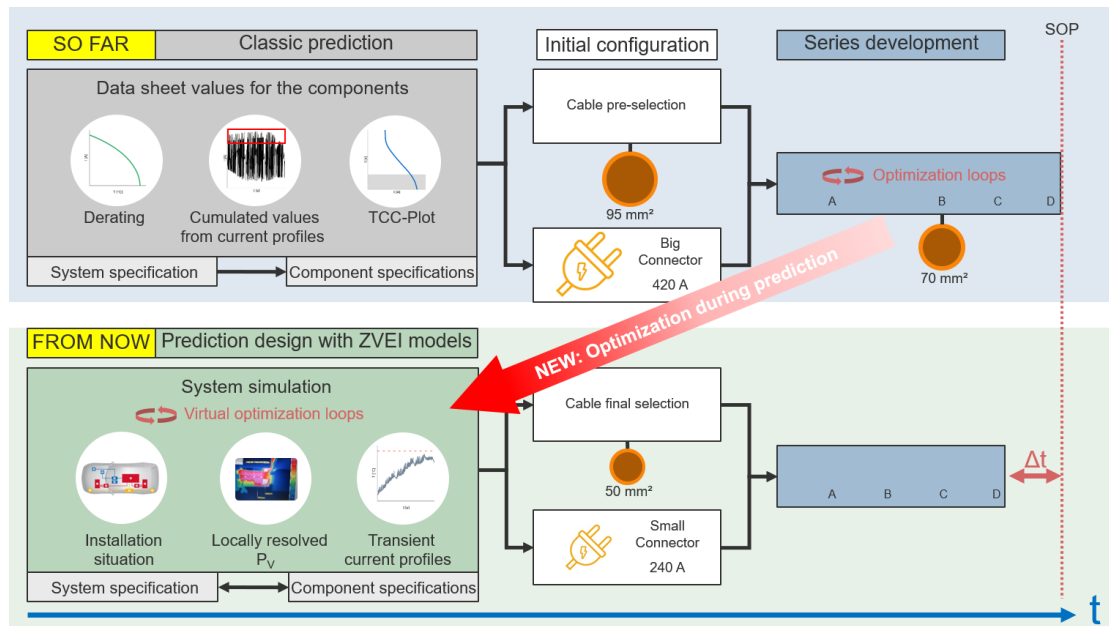 SO FAR
Classic prediction
Initial configuration
Series development
SOP
Data sheet values for the components
Derating
Cumulated values
from current profiles
TCC-Plot
System specification
Component specifications
Cable pre-selection
95 mm²
Big
Connector
420 A
Optimization loops
A B C D
70 mm²
NEW: Optimization during prediction
FROM NOW
Prediction design with ZVEI models
System simulation
Virtual optimization loops
Installation
situation
Locally resolved
PV
Transient
current profiles
System specification
Component specifications
Cable final selection
50 mm²
Small
Connector
240 A
A B C D
Δt
t